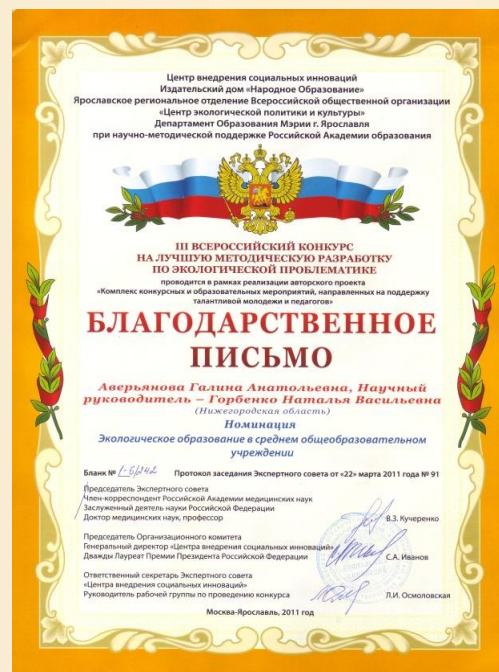 Центр внедрения социальных инноваций
Издательский дом «Народное Образование»
Ярославское региональное отделение Всероссийской общественной организации
«Центр экологической политики и культуры»
Департамент Образования Мэрии г. Ярославля
при научно-методической поддержке Российской Академии образования
III ВСЕРОССИЙСКИЙ КОНКУРС
НА ЛУЧШУЮ МЕТОДИЧЕСКУЮ РАЗРАБОТКУ
ПО ЭКОЛОГИЧЕСКОЙ ПРОБЛЕМАТИКЕ
проводится в рамках реализации авторского проекта
«Комплекс конкурсных и образовательных мероприятий, направленных на поддержку
талантливой молодежи и педагогов»
БЛАГОДАРСТВЕННОЕ
ПИСЬМО
Аверьянова Галина Анатольевна, Научный
руководитель – Горбенко Наталья Васильевна
(Нижегородская область)
Номинация
Экологическое образование в среднем общеобразовательном
учреждении
Бланк № Протокол заседания Экспертного совета от «22» марта 2011 года № 91
Председатель Экспертного совета
Член-корреспондент Российской Академии медицинских наук
Заслуженный деятель науки Российской Федерации
Доктор медицинских наук, профессор В.З. Кучеренко
Председатель Организационного комитета
Генеральный директор «Центра внедрения социальных инноваций»
Дважды Лауреат Премии Президента Российской Федерации С.А. Иванов
Ответственный секретарь Экспертного совета
«Центра внедрения социальных инноваций»
Руководитель рабочей группы по проведению конкурса Л.И. Осмоловская
Москва-Ярославль, 2011 год